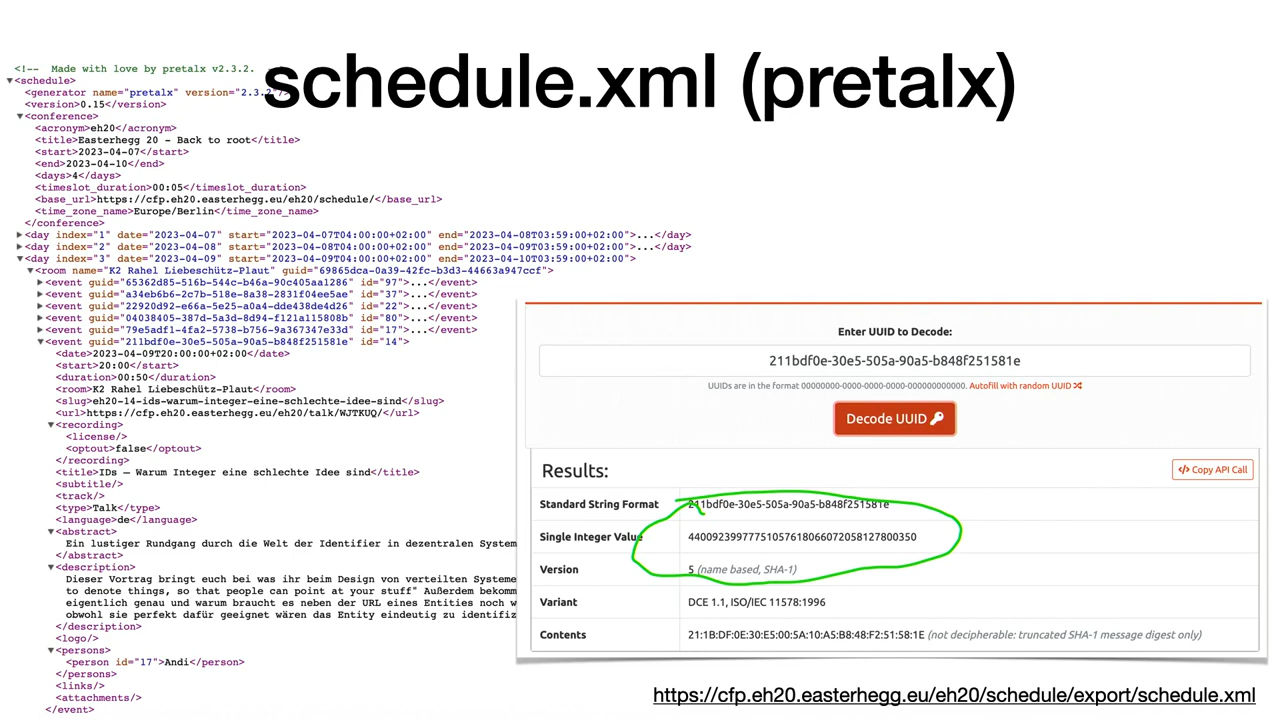 schedule.xml (pretalx)
<!-- Made with love by pretalx v2.3.2.
<schedule>
<generator name="pretalx" version="2.3.2"/>
<version>0.15</version>
<conference>
<acronym>eh20</acronym>
<title>Easterhegg 20 - Back to root</title>
<start>2023-04-07</start>
<end>2023-04-10</end>
<days>4</days>
<timeslot_duration>00:05</timeslot_duration>
<base_url>https://cfp.eh20.easterhegg.eu/eh20/schedule/</base_url>
<time_zone_name>Europe/Berlin</time_zone_name>
</conference>
<day index="1" date="2023-04-07" start="2023-04-07T04:00:00+02:00" end="2023-04-08T03:59:00+02:00">...</day>
<day index="2" date="2023-04-08" start="2023-04-08T04:00:00+02:00" end="2023-04-09T03:59:00+02:00">...</day>
<day index="3" date="2023-04-09" start="2023-04-09T04:00:00+02:00" end="2023-04-10T03:59:00+02:00">
<room name="K2 Rahel Liebeschütz-Plaut" guid="69865dca-0a39-42fc-b3d3-44663a947ccf">
<event guid="65362d85-516b-544c-b46a-90c405aa1286" id="97">...</event>
<event guid="a34eb6b6-2c7b-518e-8a38-2831f04ee5ae" id="37">...</event>
<event guid="22920d92-e66a-5e25-a0a4-dde438de4d26" id="22">...</event>
<event guid="04038405-387d-5a3d-8d94-f121a115808b" id="80">...</event>
<event guid="79e5adf1-4fa2-5738-b756-9a367347e33d" id="17">...</event>
<event guid="211bdf0e-30e5-505a-90a5-b848f251581e" id="14">
<date>2023-04-09T20:00:00+02:00</date>
<start>20:00</start>
<duration>00:50</duration>
<room>K2 Rahel Liebeschütz-Plaut</room>
<slug>eh20-14-ids-warum-integer-eine-schlechte-idee-sind</slug>
<url>https://cfp.eh20.easterhegg.eu/eh20/talk/WJTKUQ/</url>
<recording>
<license/>
<optout>false</optout>
</recording>
<title>IDs – Warum Integer eine schlechte Idee sind</title>
<subtitle/>
<track/>
<type>Talk</type>
<language>de</language>
<abstract>
Ein lustiger Rundgang durch die Welt der Identifier in dezentralen System
</abstract>
<description>
Dieser Vortrag bringt euch bei was ihr beim Design von verteilten Systeme
to denote things, so that people can point at your stuff" Außerdem bekomm
eigentlich genau und warum braucht es neben der URL eines Entities noch w
obwohl sie perfekt dafür geeignet wären das Entity eindeutig zu identifiz
</description>
<logo/>
<persons>
<person id="17">Andi</person>
</persons>
<links/>
<attachments/>
</event>
Enter UUID to Decode:
211bdf0e-30e5-505a-90a5-b848f251581e
UUIDs are in the format 00000000-0000-0000-0000-000000000000. Autofill with random UUID
Decode UUID
Results:
</> Copy API Call
Standard String Format 211bdf0e-30e5-505a-90a5-b848f251581e
Single Integer Value 44009239977751057618066072058127800350
Version 5 (name based, SHA-1)
Variant DCE 1.1, ISO/IEC 11578:1996
Contents 21:1B:DF:0E:30:E5:00:5A:10:A5:B8:48:F2:51:58:1E (not decipherable: truncated SHA-1 message digest only)
https://cfp.eh20.easterhegg.eu/eh20/schedule/export/schedule.xml